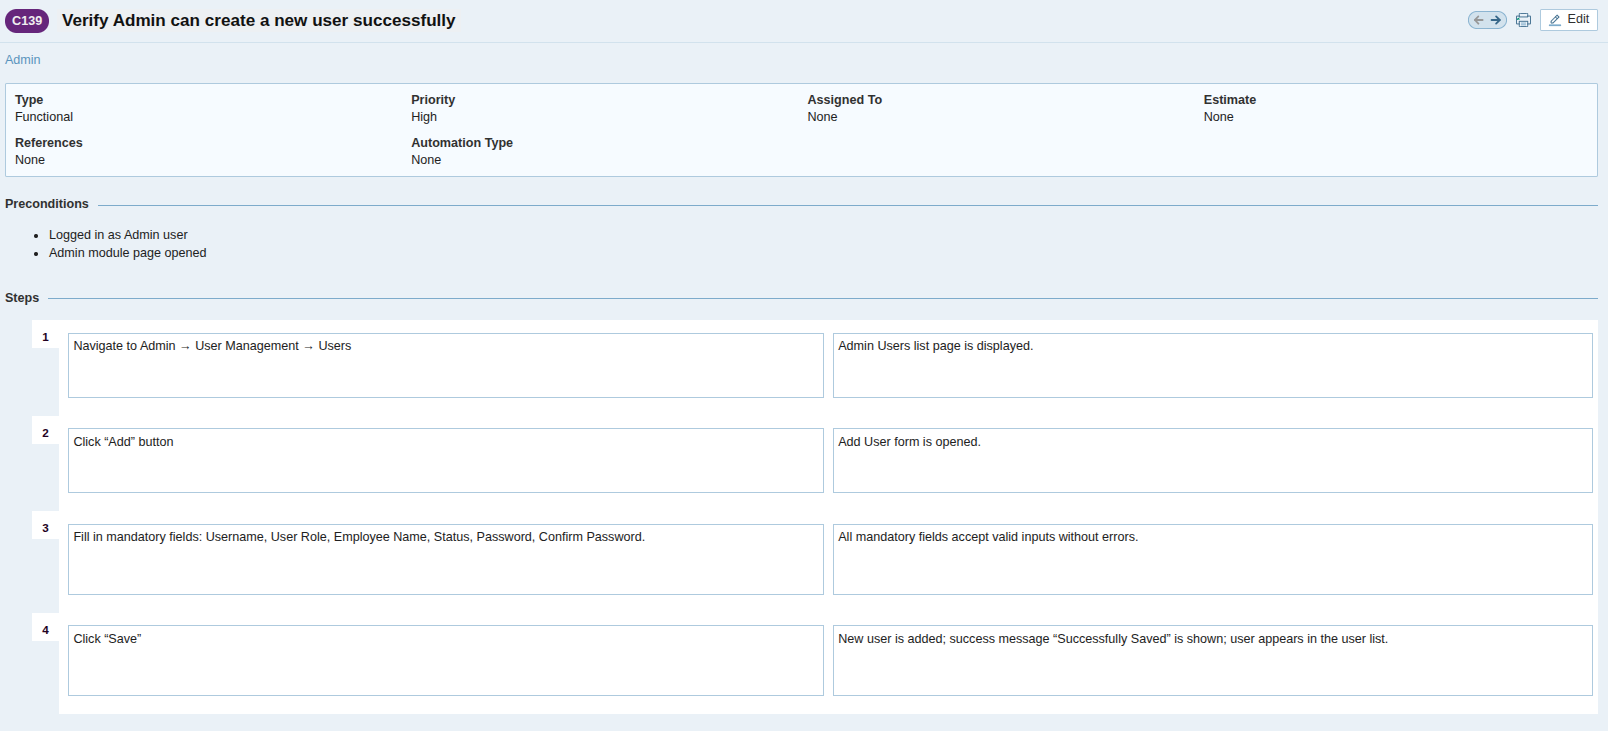 C139 Verify Admin can create a new user successfully Edit
Admin
Type Priority Assigned To Estimate
Functional High None None
References Automation Type
None None
Preconditions
• Logged in as Admin user
• Admin module page opened
Steps
1 Navigate to Admin → User Management → Users Admin Users list page is displayed.
2 Click “Add” button Add User form is opened.
3 Fill in mandatory fields: Username, User Role, Employee Name, Status, Password, Confirm Password. All mandatory fields accept valid inputs without errors.
4 Click “Save” New user is added; success message “Successfully Saved” is shown; user appears in the user list.